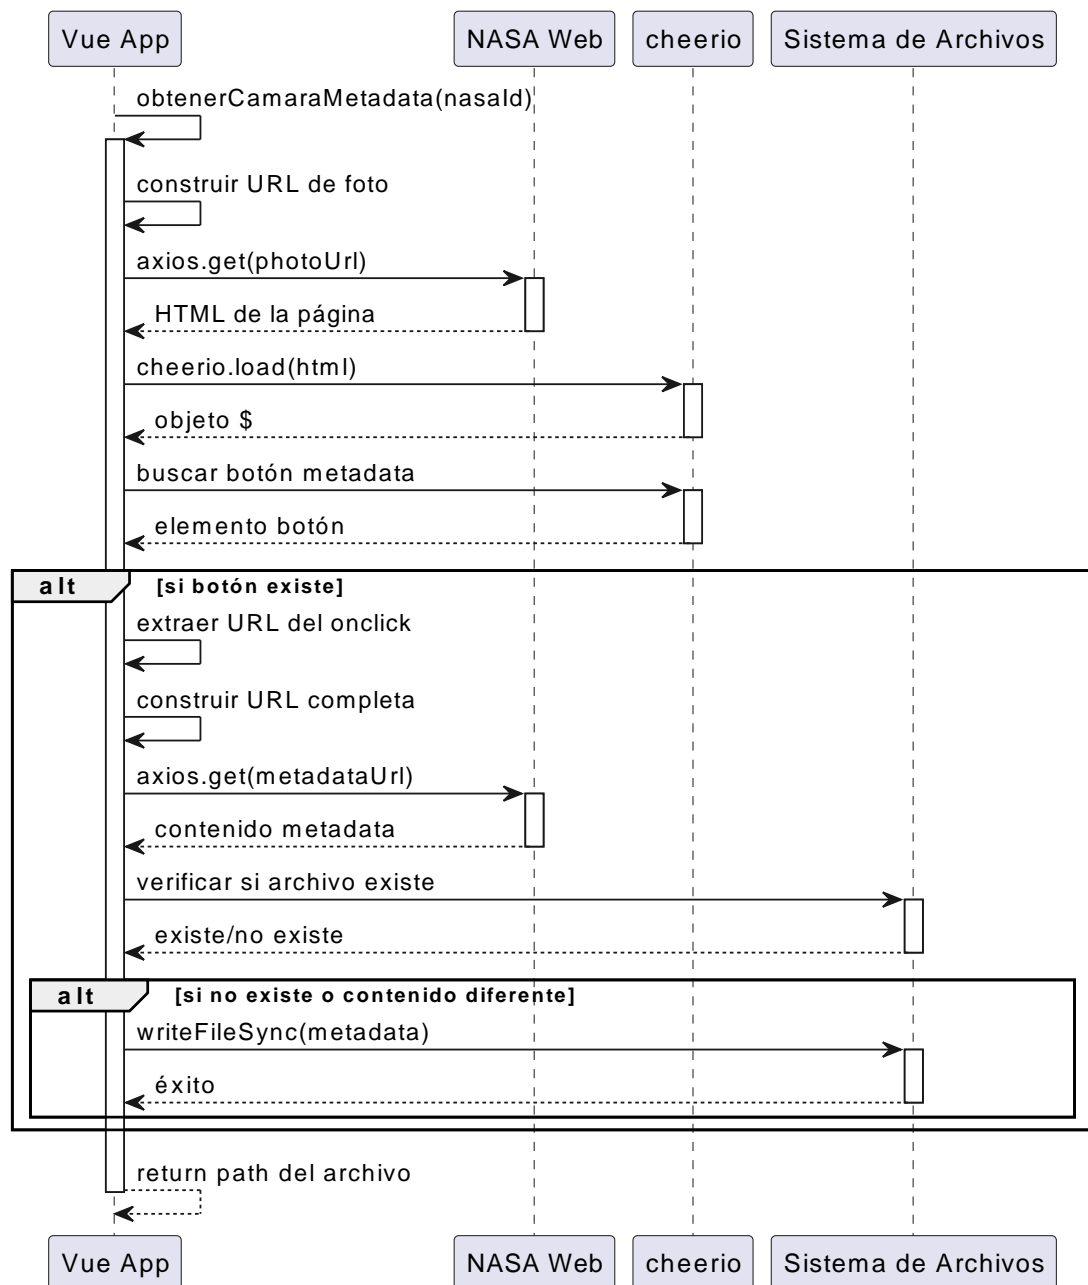 Vue App
NASA Web
cheerio
Sistema de Archivos
obtenerCamaraMetadata(nasaId)
construir URL de foto
axios.get(photoUrl)
HTML de la página
cheerio.load(html)
objeto $
buscar botón metadata
elemento botón
alt [si botón existe]
extraer URL del onclick
construir URL completa
axios.get(metadataUrl)
contenido metadata
verificar si archivo existe
existe/no existe
alt [si no existe o contenido diferente]
writeFileSync(metadata)
éxito
return path del archivo
Vue App
NASA Web
cheerio
Sistema de Archivos